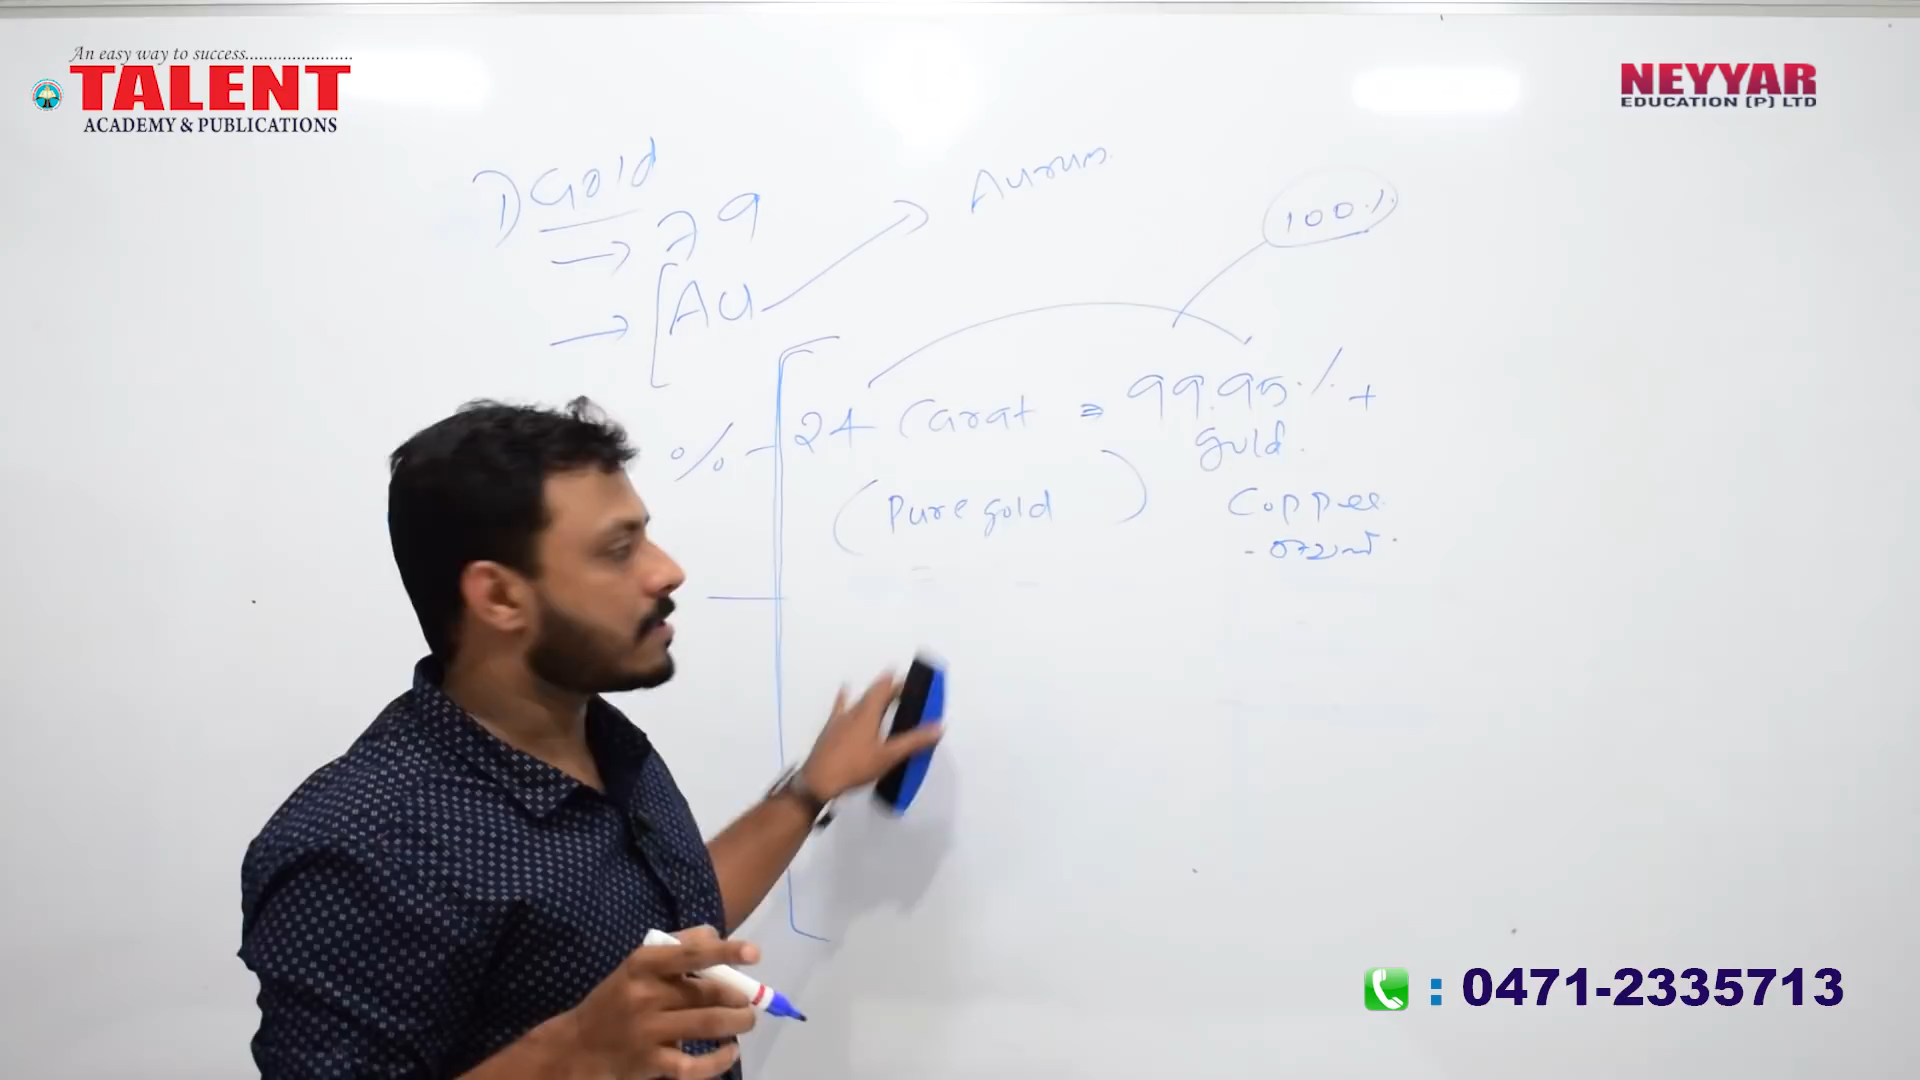 An easy way to success......................
TALENT
ACADEMY & PUBLICATIONS
NEYYAR
EDUCATION (P) LTD
1) Gold
→ 79
→ [AU → Aurum
100%
% - 24 Carat = 99.95% +
gold.
(Pure gold)
Copper
: 0471-2335713